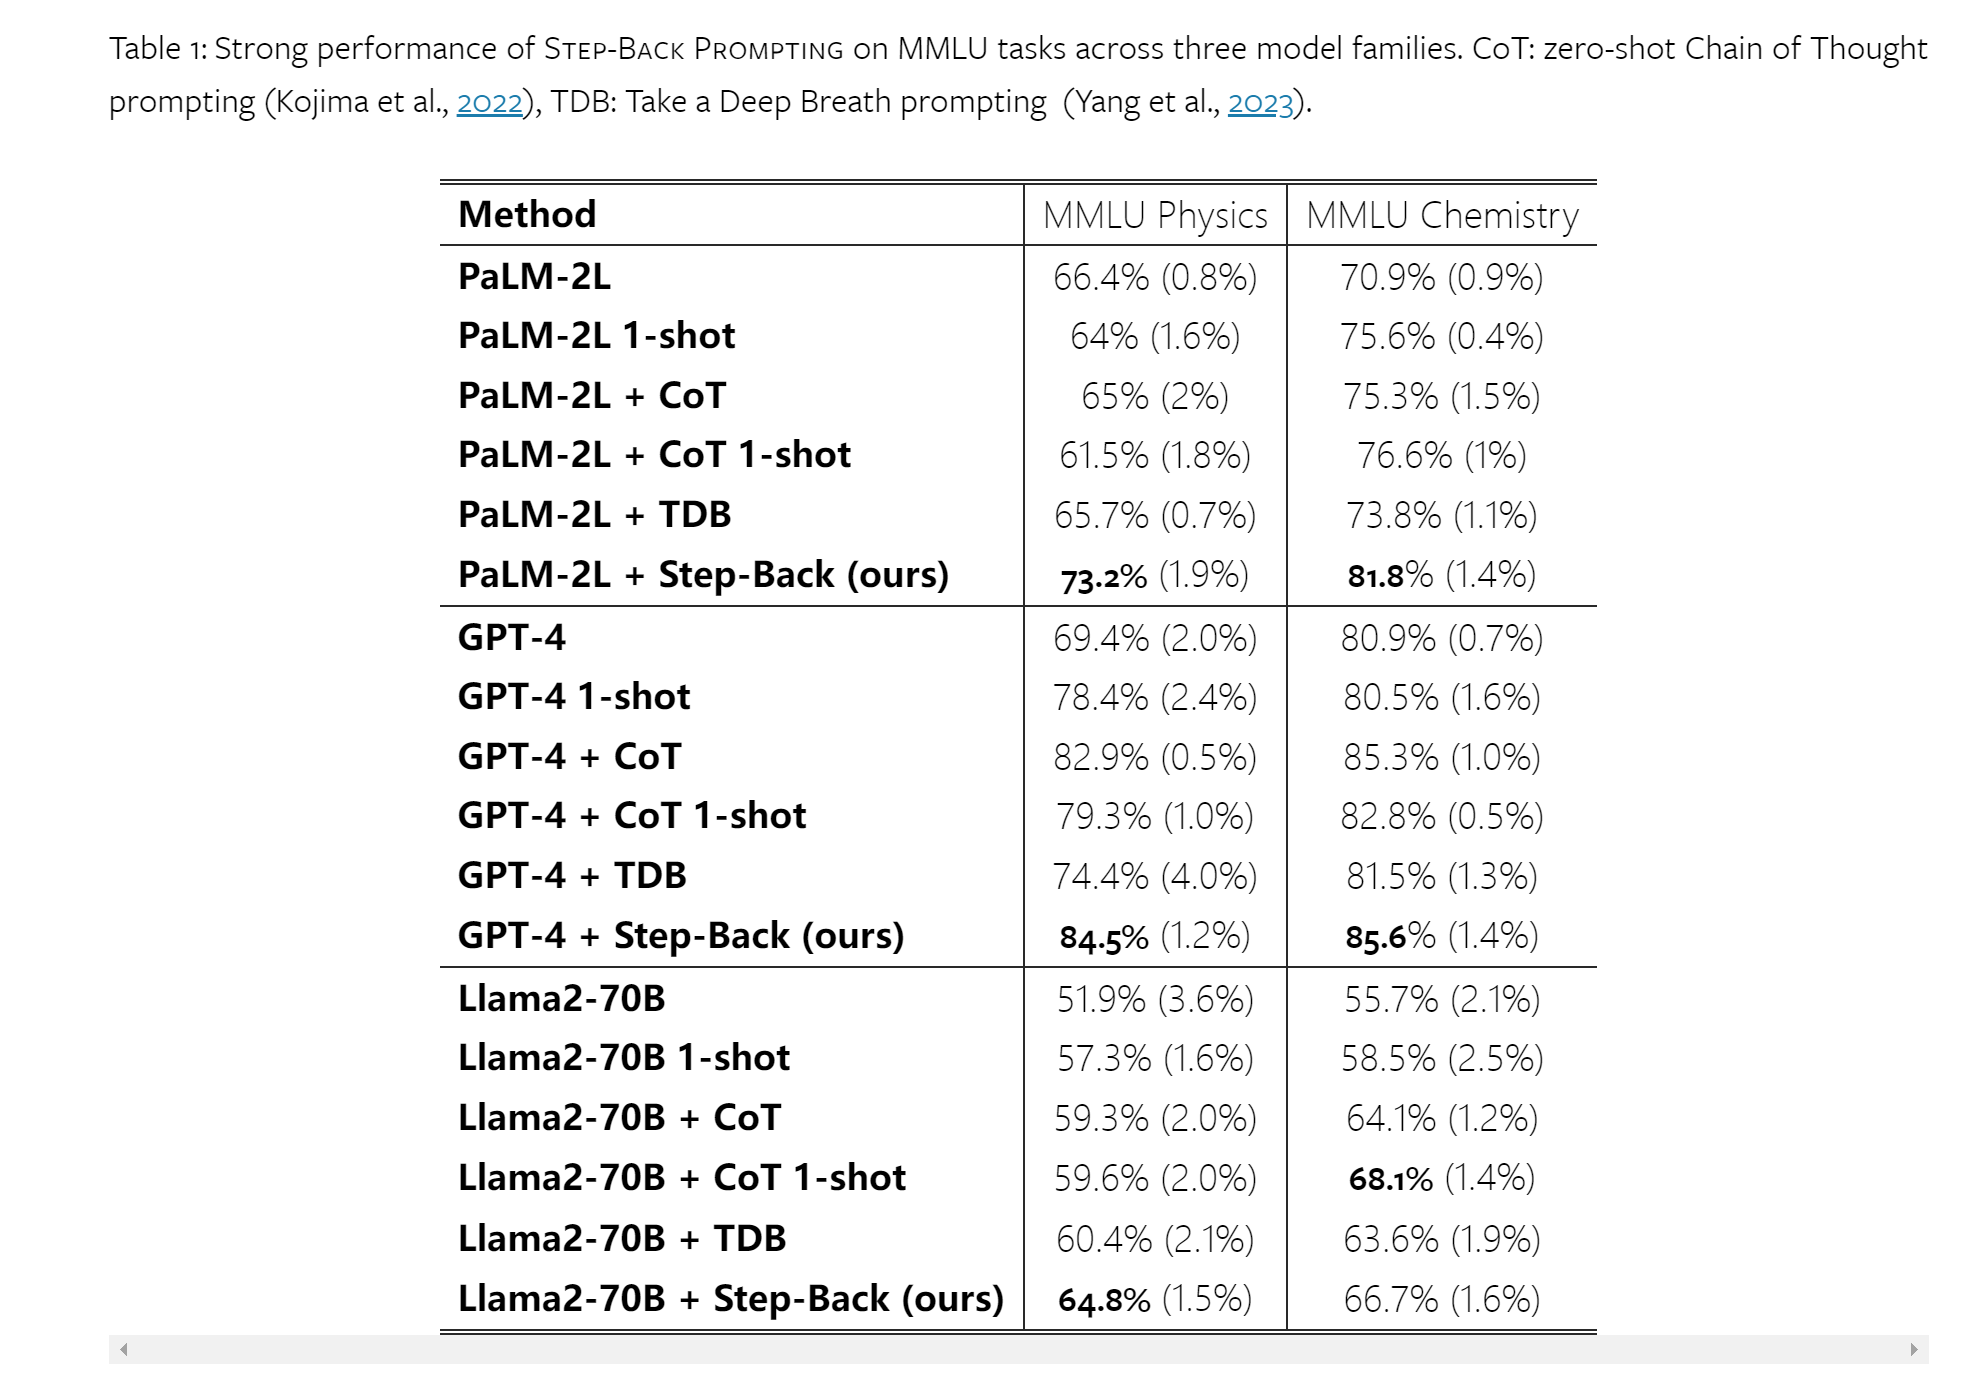 Table 1: Strong performance of Step-Back Prompting on MMLU tasks across three model families. CoT: zero-shot Chain of Thought
prompting (Kojima et al., 2022), TDB: Take a Deep Breath prompting (Yang et al., 2023).
Method MMLU Physics MMLU Chemistry
PaLM-2L 66.4% (0.8%) 70.9% (0.9%)
PaLM-2L 1-shot 64% (1.6%) 75.6% (0.4%)
PaLM-2L + CoT 65% (2%) 75.3% (1.5%)
PaLM-2L + CoT 1-shot 61.5% (1.8%) 76.6% (1%)
PaLM-2L + TDB 65.7% (0.7%) 73.8% (1.1%)
PaLM-2L + Step-Back (ours) 73.2% (1.9%) 81.8% (1.4%)
GPT-4 69.4% (2.0%) 80.9% (0.7%)
GPT-4 1-shot 78.4% (2.4%) 80.5% (1.6%)
GPT-4 + CoT 82.9% (0.5%) 85.3% (1.0%)
GPT-4 + CoT 1-shot 79.3% (1.0%) 82.8% (0.5%)
GPT-4 + TDB 74.4% (4.0%) 81.5% (1.3%)
GPT-4 + Step-Back (ours) 84.5% (1.2%) 85.6% (1.4%)
Llama2-70B 51.9% (3.6%) 55.7% (2.1%)
Llama2-70B 1-shot 57.3% (1.6%) 58.5% (2.5%)
Llama2-70B + CoT 59.3% (2.0%) 64.1% (1.2%)
Llama2-70B + CoT 1-shot 59.6% (2.0%) 68.1% (1.4%)
Llama2-70B + TDB 60.4% (2.1%) 63.6% (1.9%)
Llama2-70B + Step-Back (ours) 64.8% (1.5%) 66.7% (1.6%)